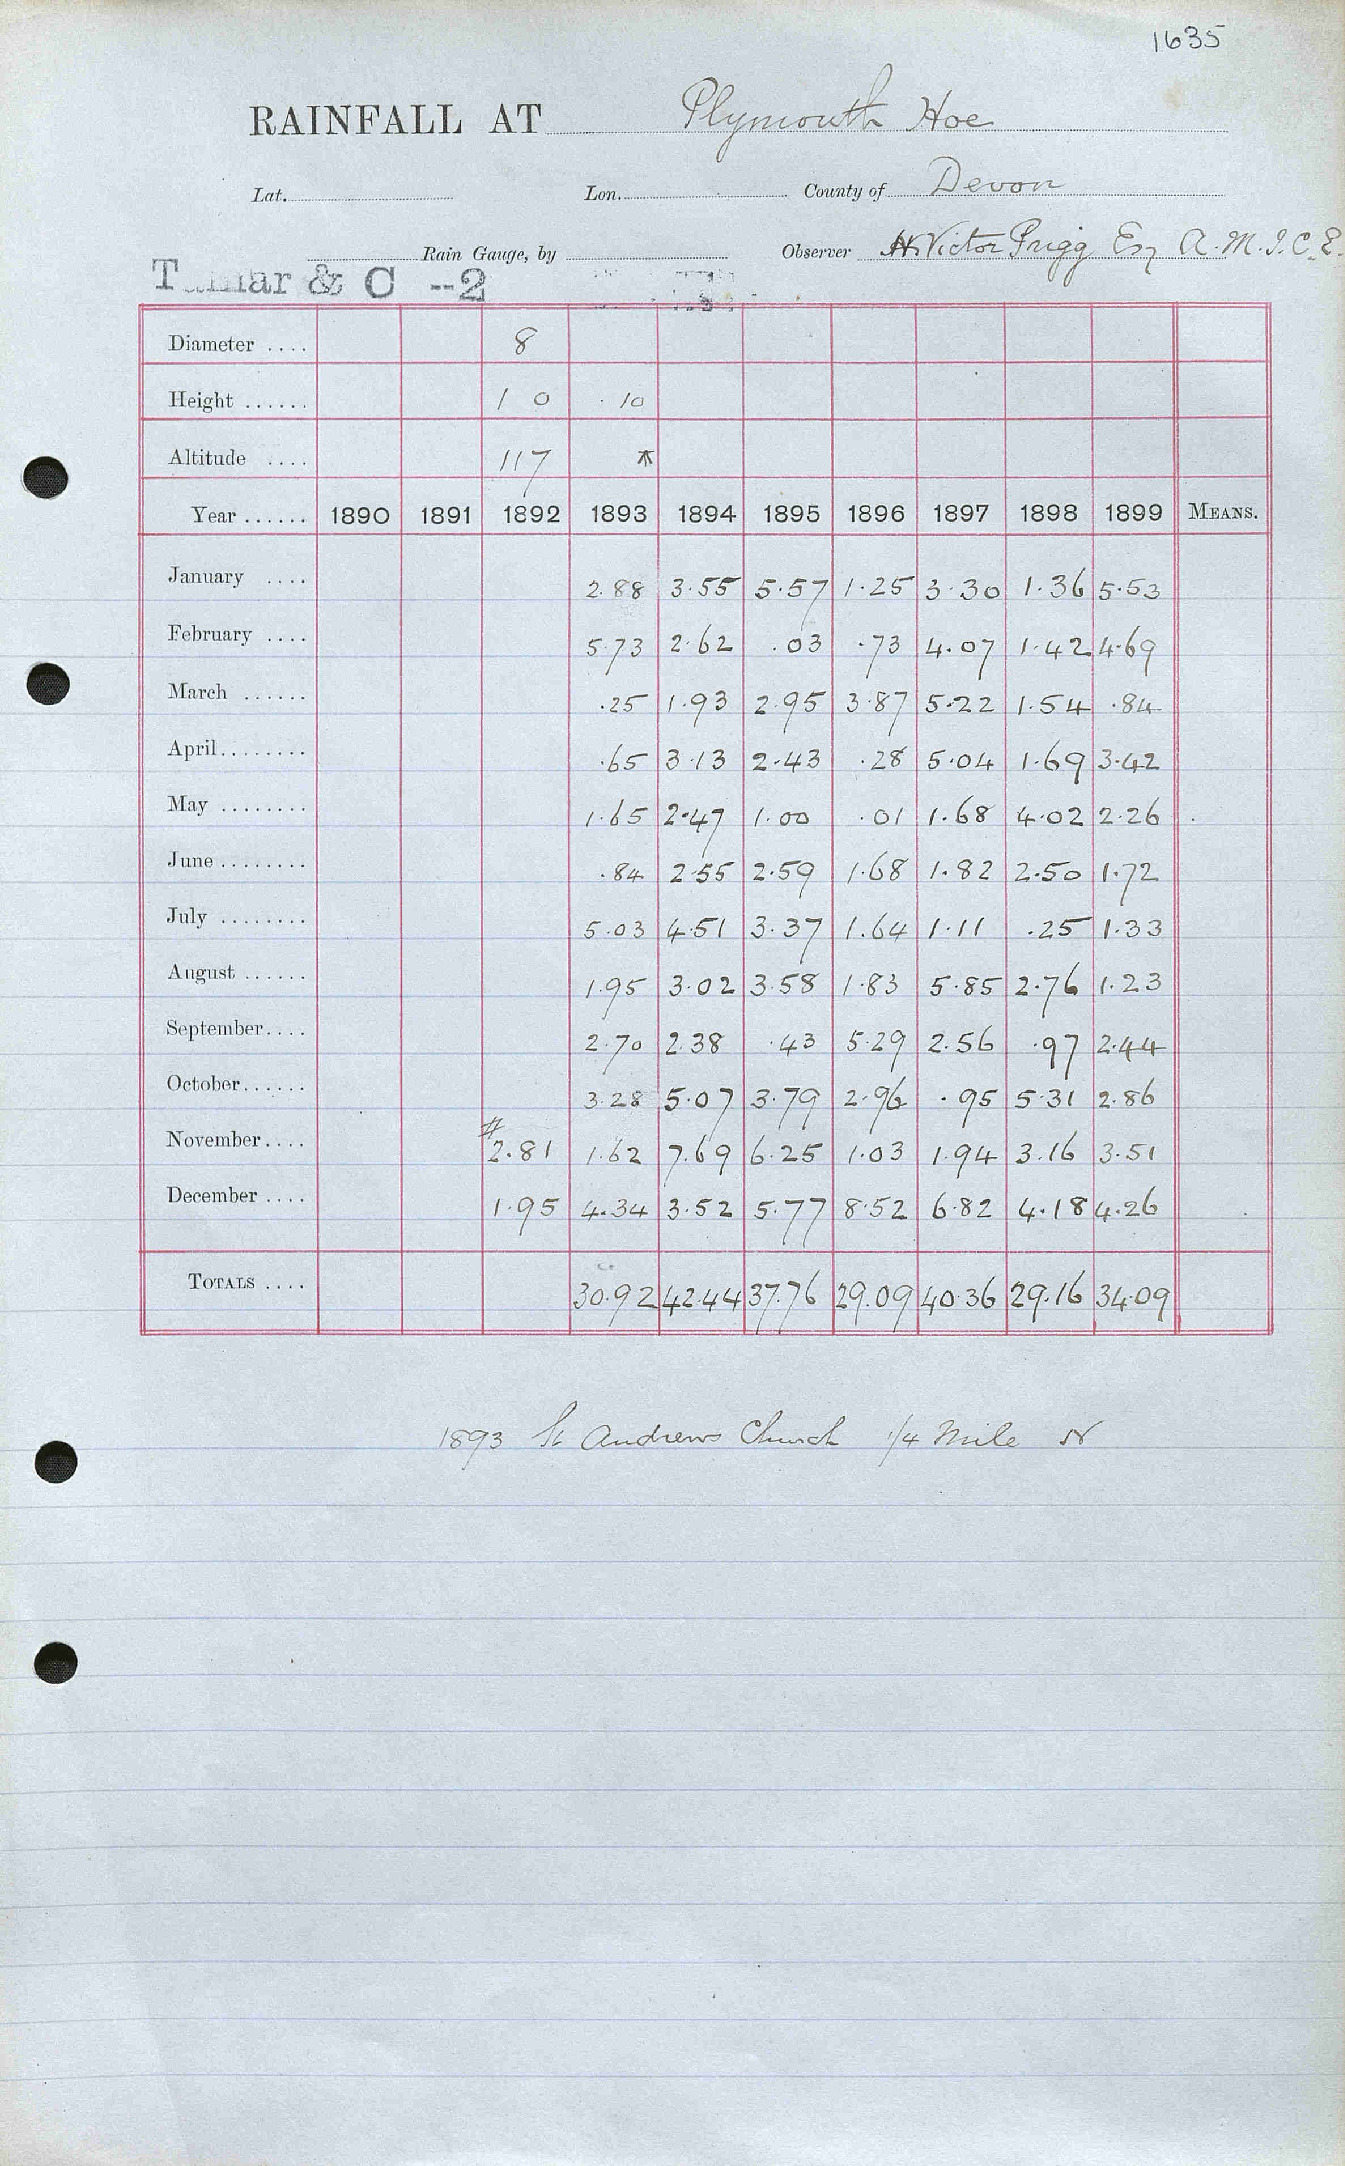 1635
RAINFALL AT Plymouth Hoe
Lat. Lon. County of Devon
Rain Gauge, by Observer H. Victor Prigg Esq A.M.I.C.E.
& C --2
Diameter .... 8
Height ...... 1 0 .10
Altitude .... 117
Year ...... 1890 1891 1892 1893 1894 1895 1896 1897 1898 1899 MEANS.
January .... 2.88 3.55 5.57 1.25 3.30 1.36 5.53
February .... 5.73 2.62 .03 .73 4.07 1.42 4.69
March ...... .25 1.93 2.95 3.87 5.22 1.54 .84
April........ .65 3.13 2.43 .28 5.04 1.69 3.42
May ........ 1.65 2.47 1.00 .01 1.68 4.02 2.26
June ........ .84 2.55 2.59 1.68 1.82 2.50 1.72
July ........ 5.03 4.51 3.37 1.64 1.11 .25 1.33
August ...... 1.95 3.02 3.58 1.83 5.85 2.76 1.23
September.... 2.70 2.38 .43 5.29 2.56 .97 2.44
October...... 3.28 5.07 3.79 2.96 .95 5.31 2.86
November.... #2.81 1.62 7.69 6.25 1.03 1.94 3.16 3.51
December .... 1.95 4.34 3.52 5.77 8.52 6.82 4.18 4.26
TOTALS .... 30.92 42.44 37.76 29.09 40.36 29.16 34.09
1893 St Andrews Church 1/4 Mile N